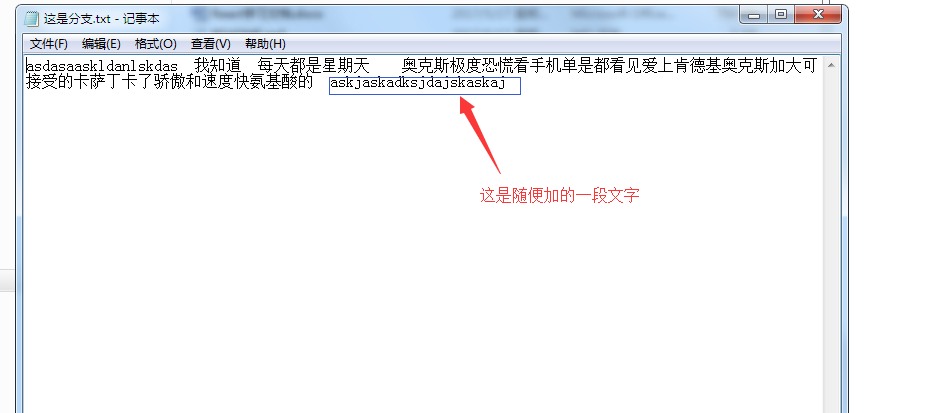 这是分支.txt - 记事本
文件(F) 编辑(E) 格式(O) 查看(V) 帮助(H)
asdasaaskldanlskdas 我知道 每天都是星期天 奥克斯极度恐慌看手机单是都看见爱上肯德基奥克斯加大可
接受的卡萨丁卡了骄傲和速度快氨基酸的 askjaskadksjdajskaskaj
这是随便加的一段文字